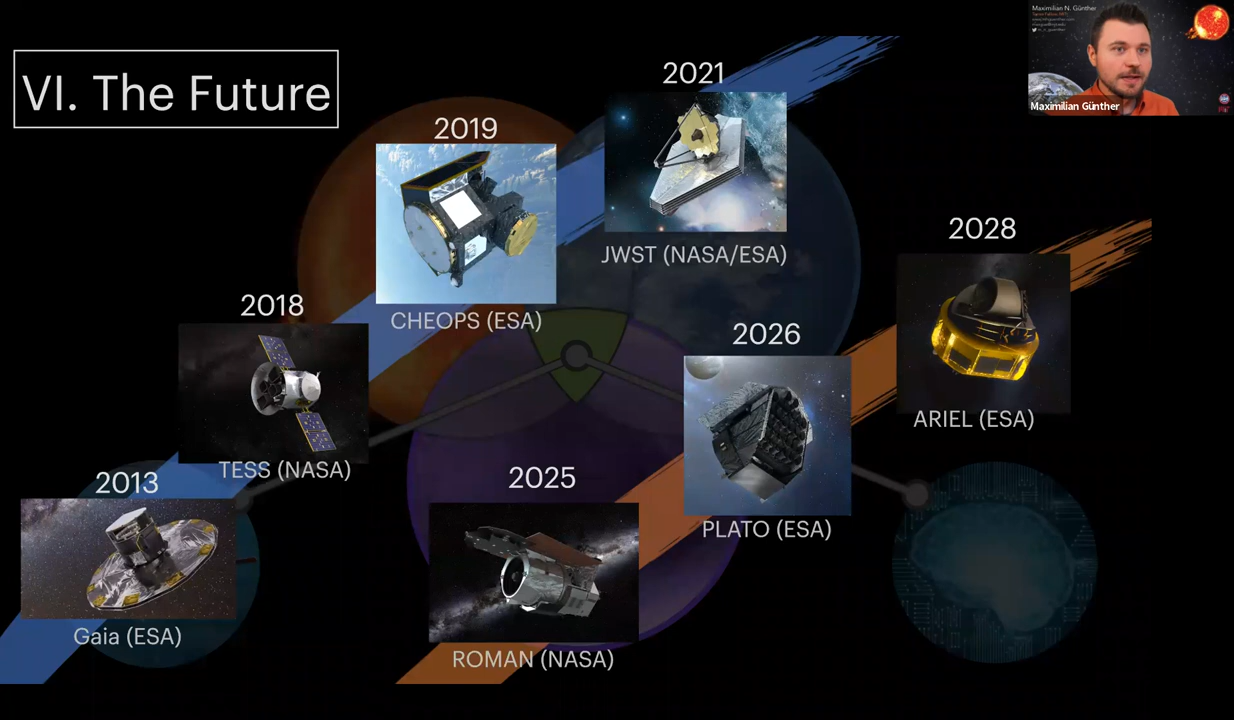 VI. The Future
2013
Gaia (ESA)
2018
TESS (NASA)
2019
CHEOPS (ESA)
2021
JWST (NASA/ESA)
2025
ROMAN (NASA)
2026
PLATO (ESA)
2028
ARIEL (ESA)
Maximilian N. Günther
Maximilian Günther